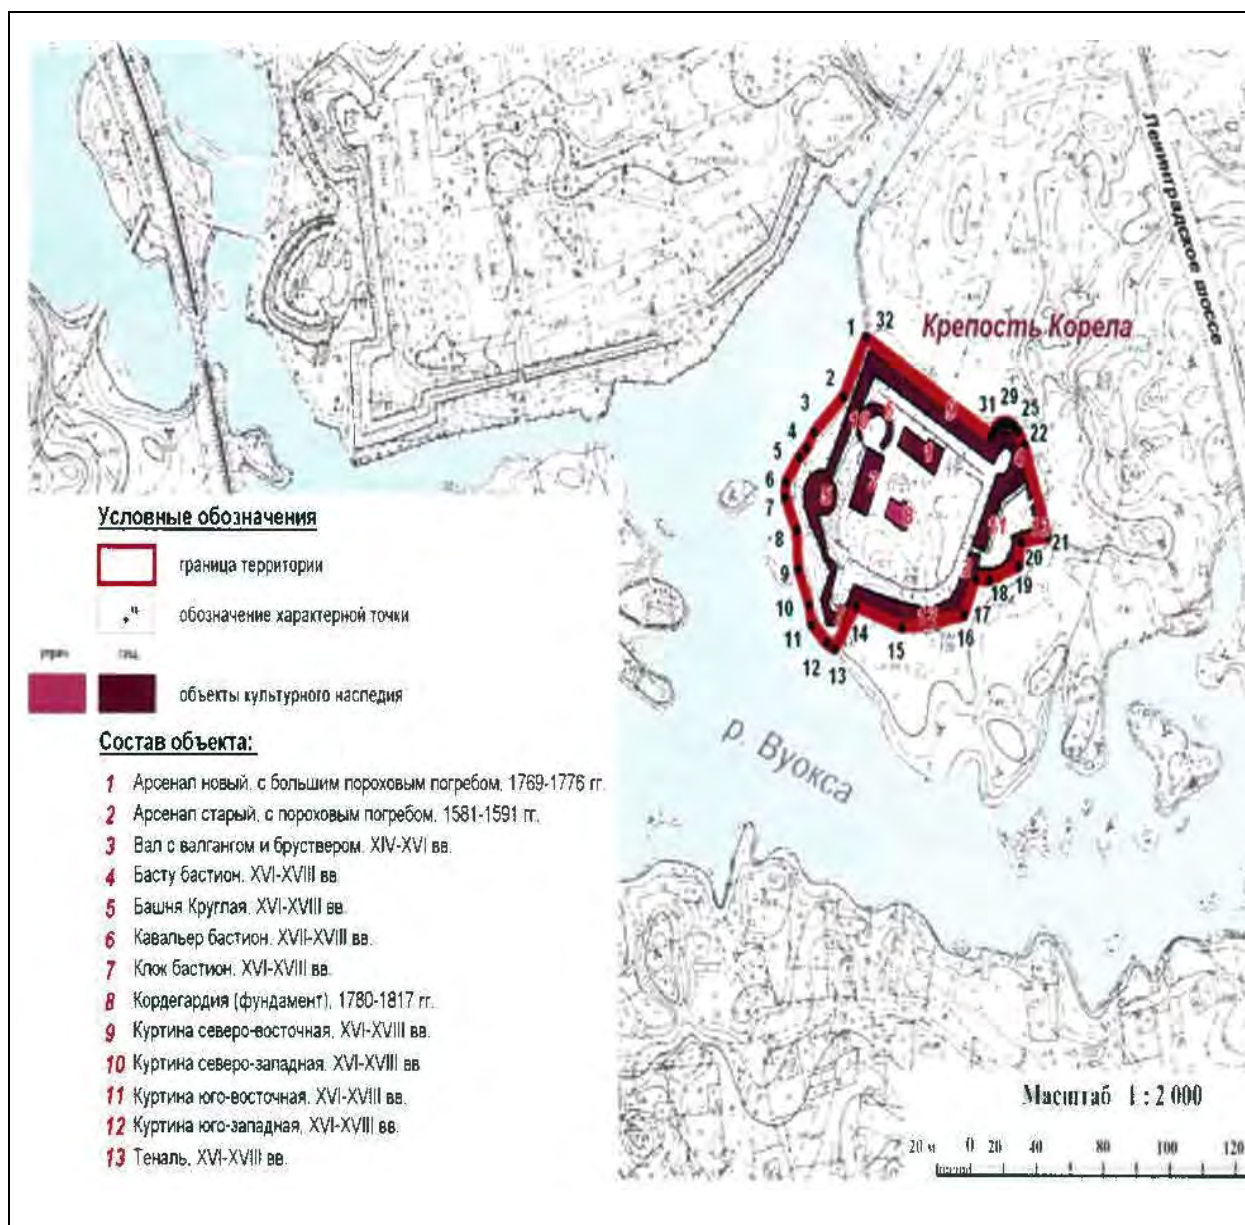 Ленинградское шоссе
Крепость Корела
1 32
2
3
31 29 25
4 22
5
6
7
8 21
9 20
18 19
10 17
11 14
12 13 15 16
р. Вуокса
Условные обозначения
граница территории
обозначение характерной точки
объекты культурного наследия
Состав объекта:
1 Арсенал новый, с большим пороховым погребом, 1769-1776 гг.
2 Арсенал старый, с пороховым погребом, 1581-1591 гг.
3 Вал с валгангом и бруствером, XIV-XVI вв.
4 Басту бастион, XVI-XVIII вв.
5 Башня Круглая, XVI-XVIII вв.
6 Кавальер бастион, XVII-XVIII вв.
7 Клок бастион, XVI-XVIII вв.
8 Кордегардия (фундамент), 1780-1817 гг.
9 Куртина северо-восточная, XVI-XVIII вв.
10 Куртина северо-западная, XVI-XVIII вв
11 Куртина юго-восточная, XVI-XVIII вв.
12 Куртина юго-западная, XVI-XVIII вв.
13 Теналь, XVI-XVIII вв.
Масштаб 1 : 2 000
20 м 0 20 40 80 100 120